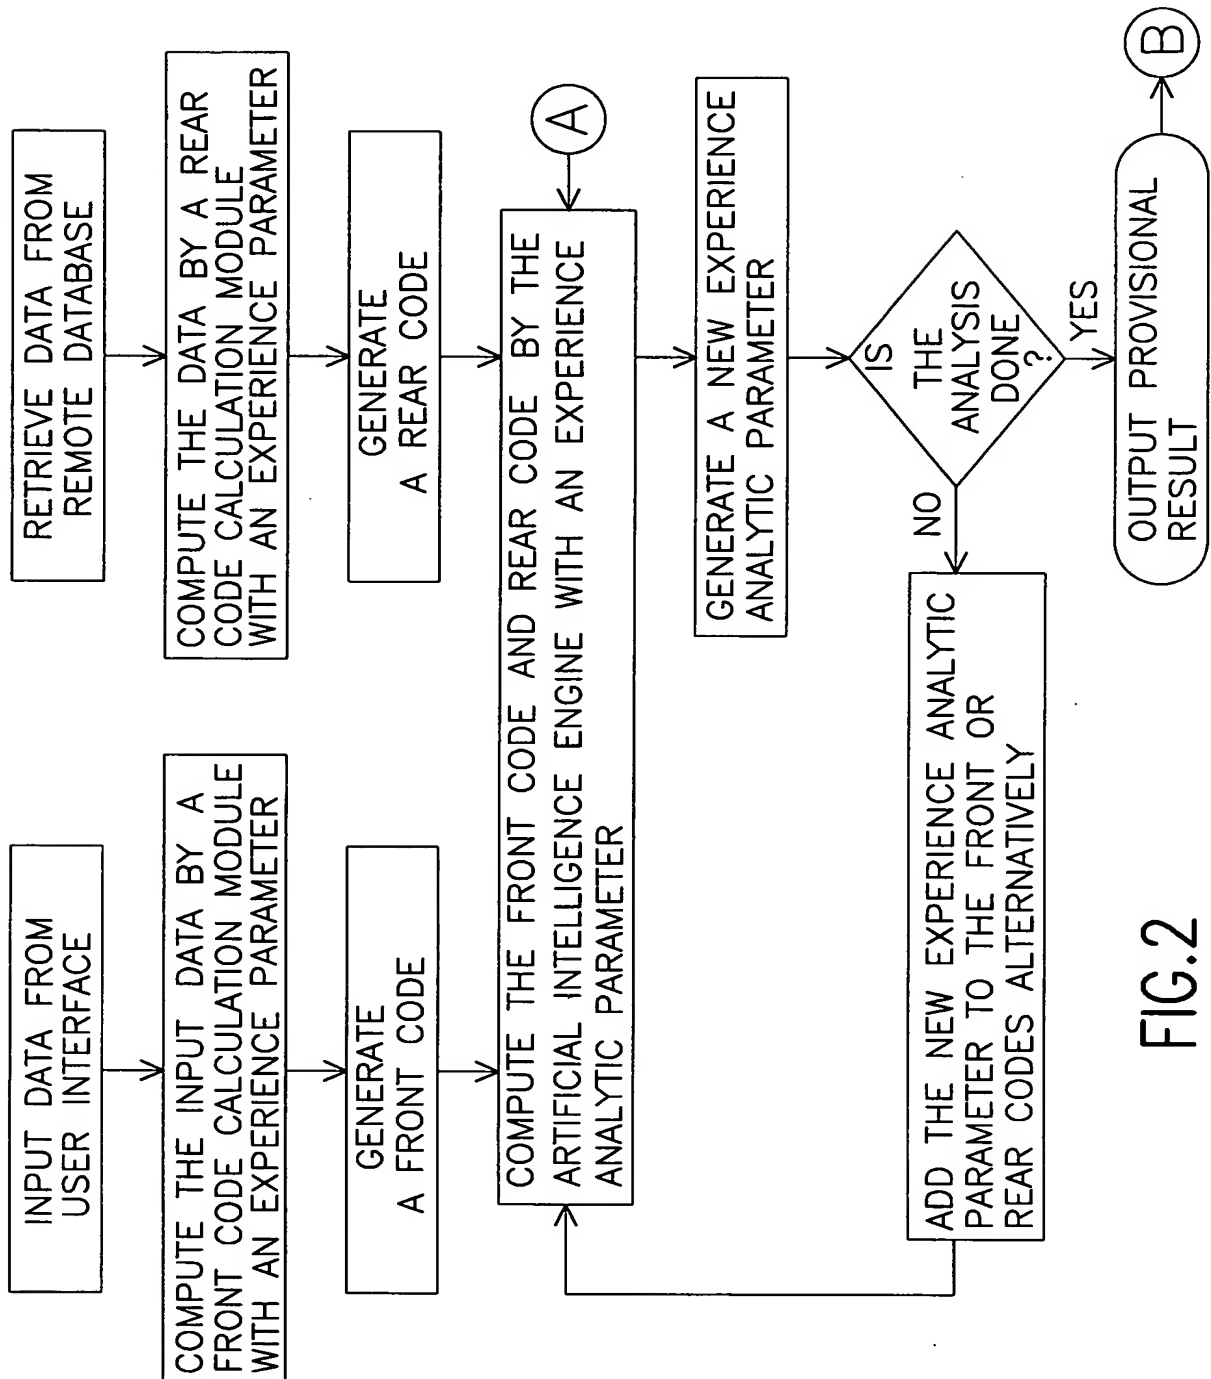 INPUT DATA FROM
USER INTERFACE
COMPUTE THE INPUT DATA BY A
FRONT CODE CALCULATION MODULE
WITH AN EXPERIENCE PARAMETER
GENERATE
A FRONT CODE
RETRIEVE DATA FROM
REMOTE DATABASE
COMPUTE THE DATA BY A REAR
CODE CALCULATION MODULE
WITH AN EXPERIENCE PARAMETER
GENERATE
A REAR CODE
COMPUTE THE FRONT CODE AND REAR CODE BY THE
ARTIFICIAL INTELLIGENCE ENGINE WITH AN EXPERIENCE
ANALYTIC PARAMETER
A
GENERATE A NEW EXPERIENCE
ANALYTIC PARAMETER
IS
THE
ANALYSIS
DONE
?
NO
YES
ADD THE NEW EXPERIENCE ANALYTIC
PARAMETER TO THE FRONT OR
REAR CODES ALTERNATIVELY
OUTPUT PROVISIONAL
RESULT
B
FIG.2